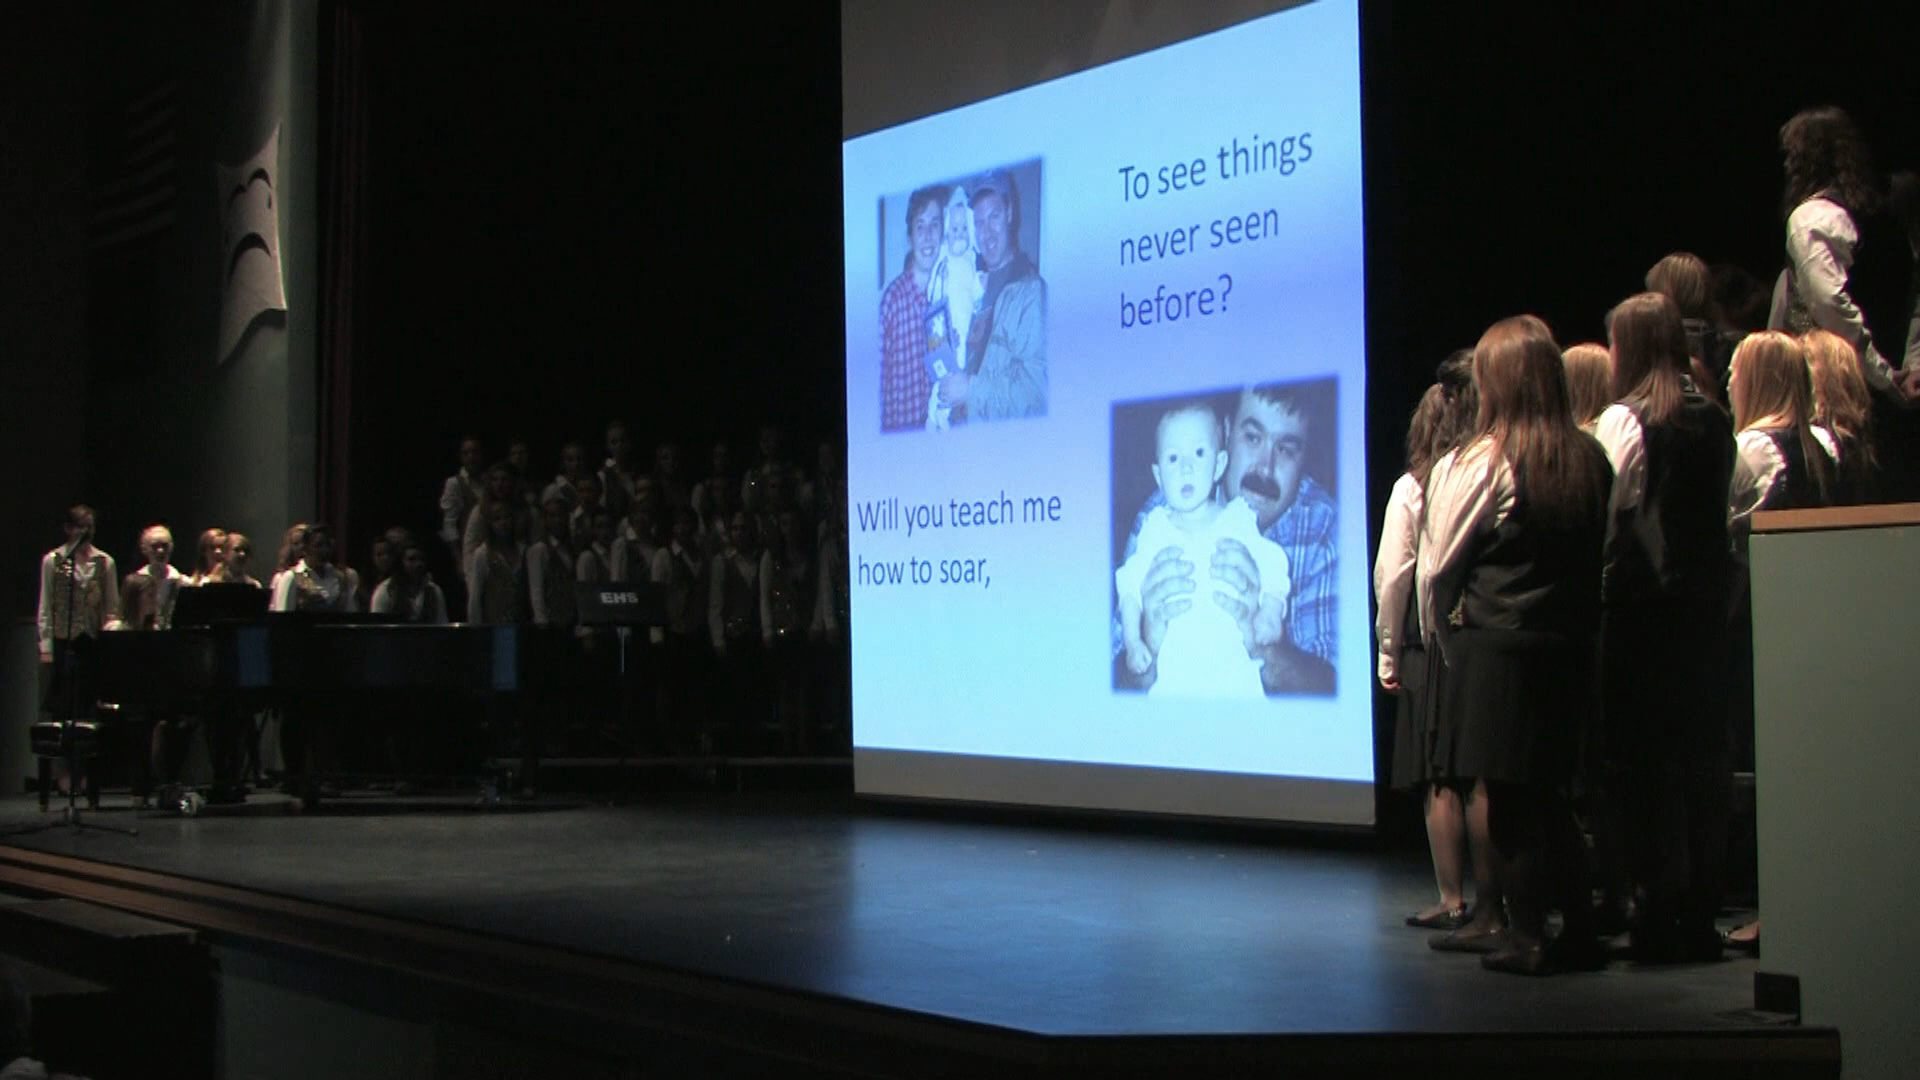 To see things
never seen
before?
Will you teach me
how to soar,
EHS